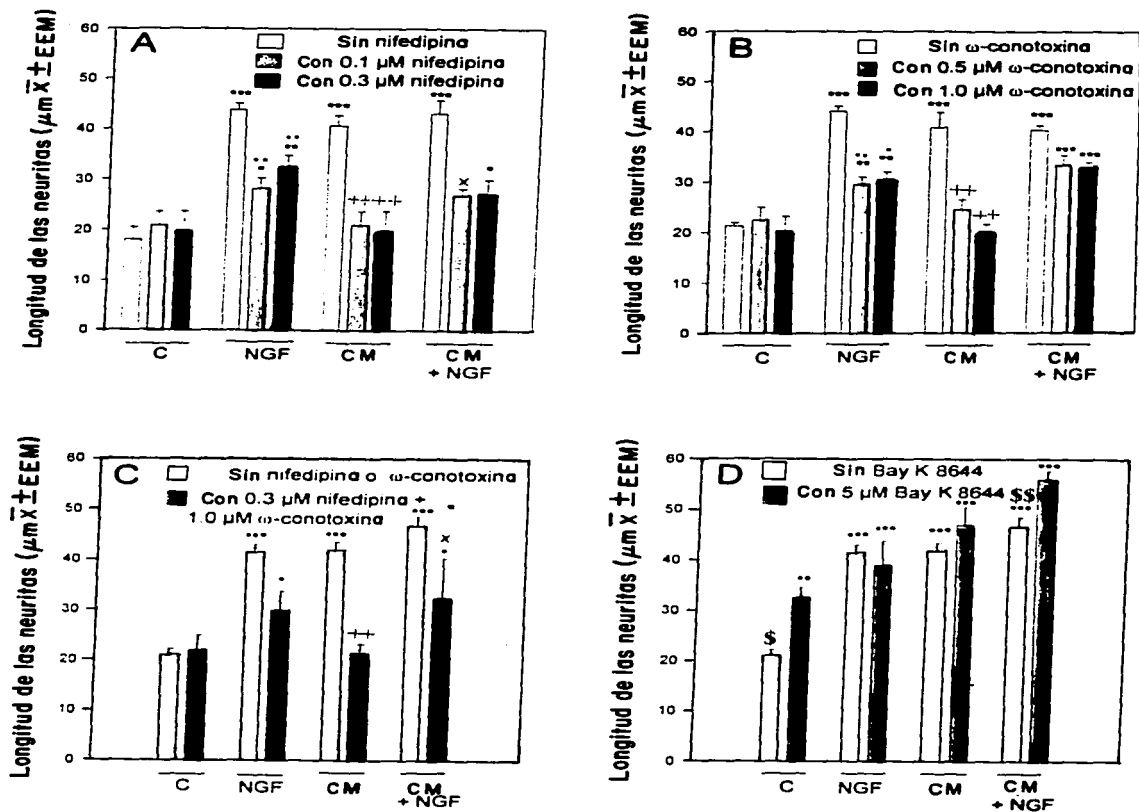 A
Sin nifedipina
Con 0.1 µM nifedipina
Con 0.3 µM nifedipina
Longitud de las neuritas (µm X̄ ± EEM)
60
50
40
30
20
10
0
***
**
*
**
**
***
++++
***
×
*
C
NGF
CM
CM
+ NGF
B
Sin ω-conotoxina
Con 0.5 µM ω-conotoxina
Con 1.0 µM ω-conotoxina
Longitud de las neuritas (µm X̄ ± EEM)
60
50
40
30
20
10
0
***
**
**
*
**
***
++
++
***
***
***
C
NGF
CM
CM
+ NGF
C
Sin nifedipina o ω-conotoxina
Con 0.3 µM nifedipina +
1.0 µM ω-conotoxina
Longitud de las neuritas (µm X̄ ± EEM)
60
50
40
30
20
10
0
***
*
***
++
***
*
×
*
C
NGF
CM
CM
+ NGF
D
Sin Bay K 8644
Con 5 µM Bay K 8644
Longitud de las neuritas (µm X̄ ± EEM)
60
50
40
30
20
10
0
$
**
***
***
***
***
$$
***
***
C
NGF
CM
CM
+ NGF